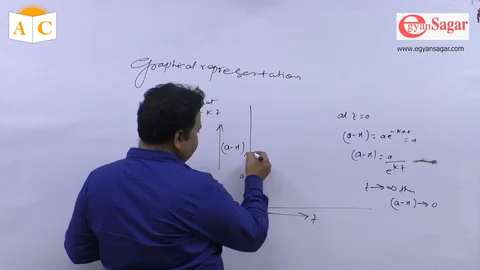 A C
egyanSagar
www.egyansagar.com
Graphical representation
at t=0
(a-x) = ae^{-k×0} = a
(a-x) = a/e^{kt}
t → ∞ then
(a-x) → 0
(a-x)
t